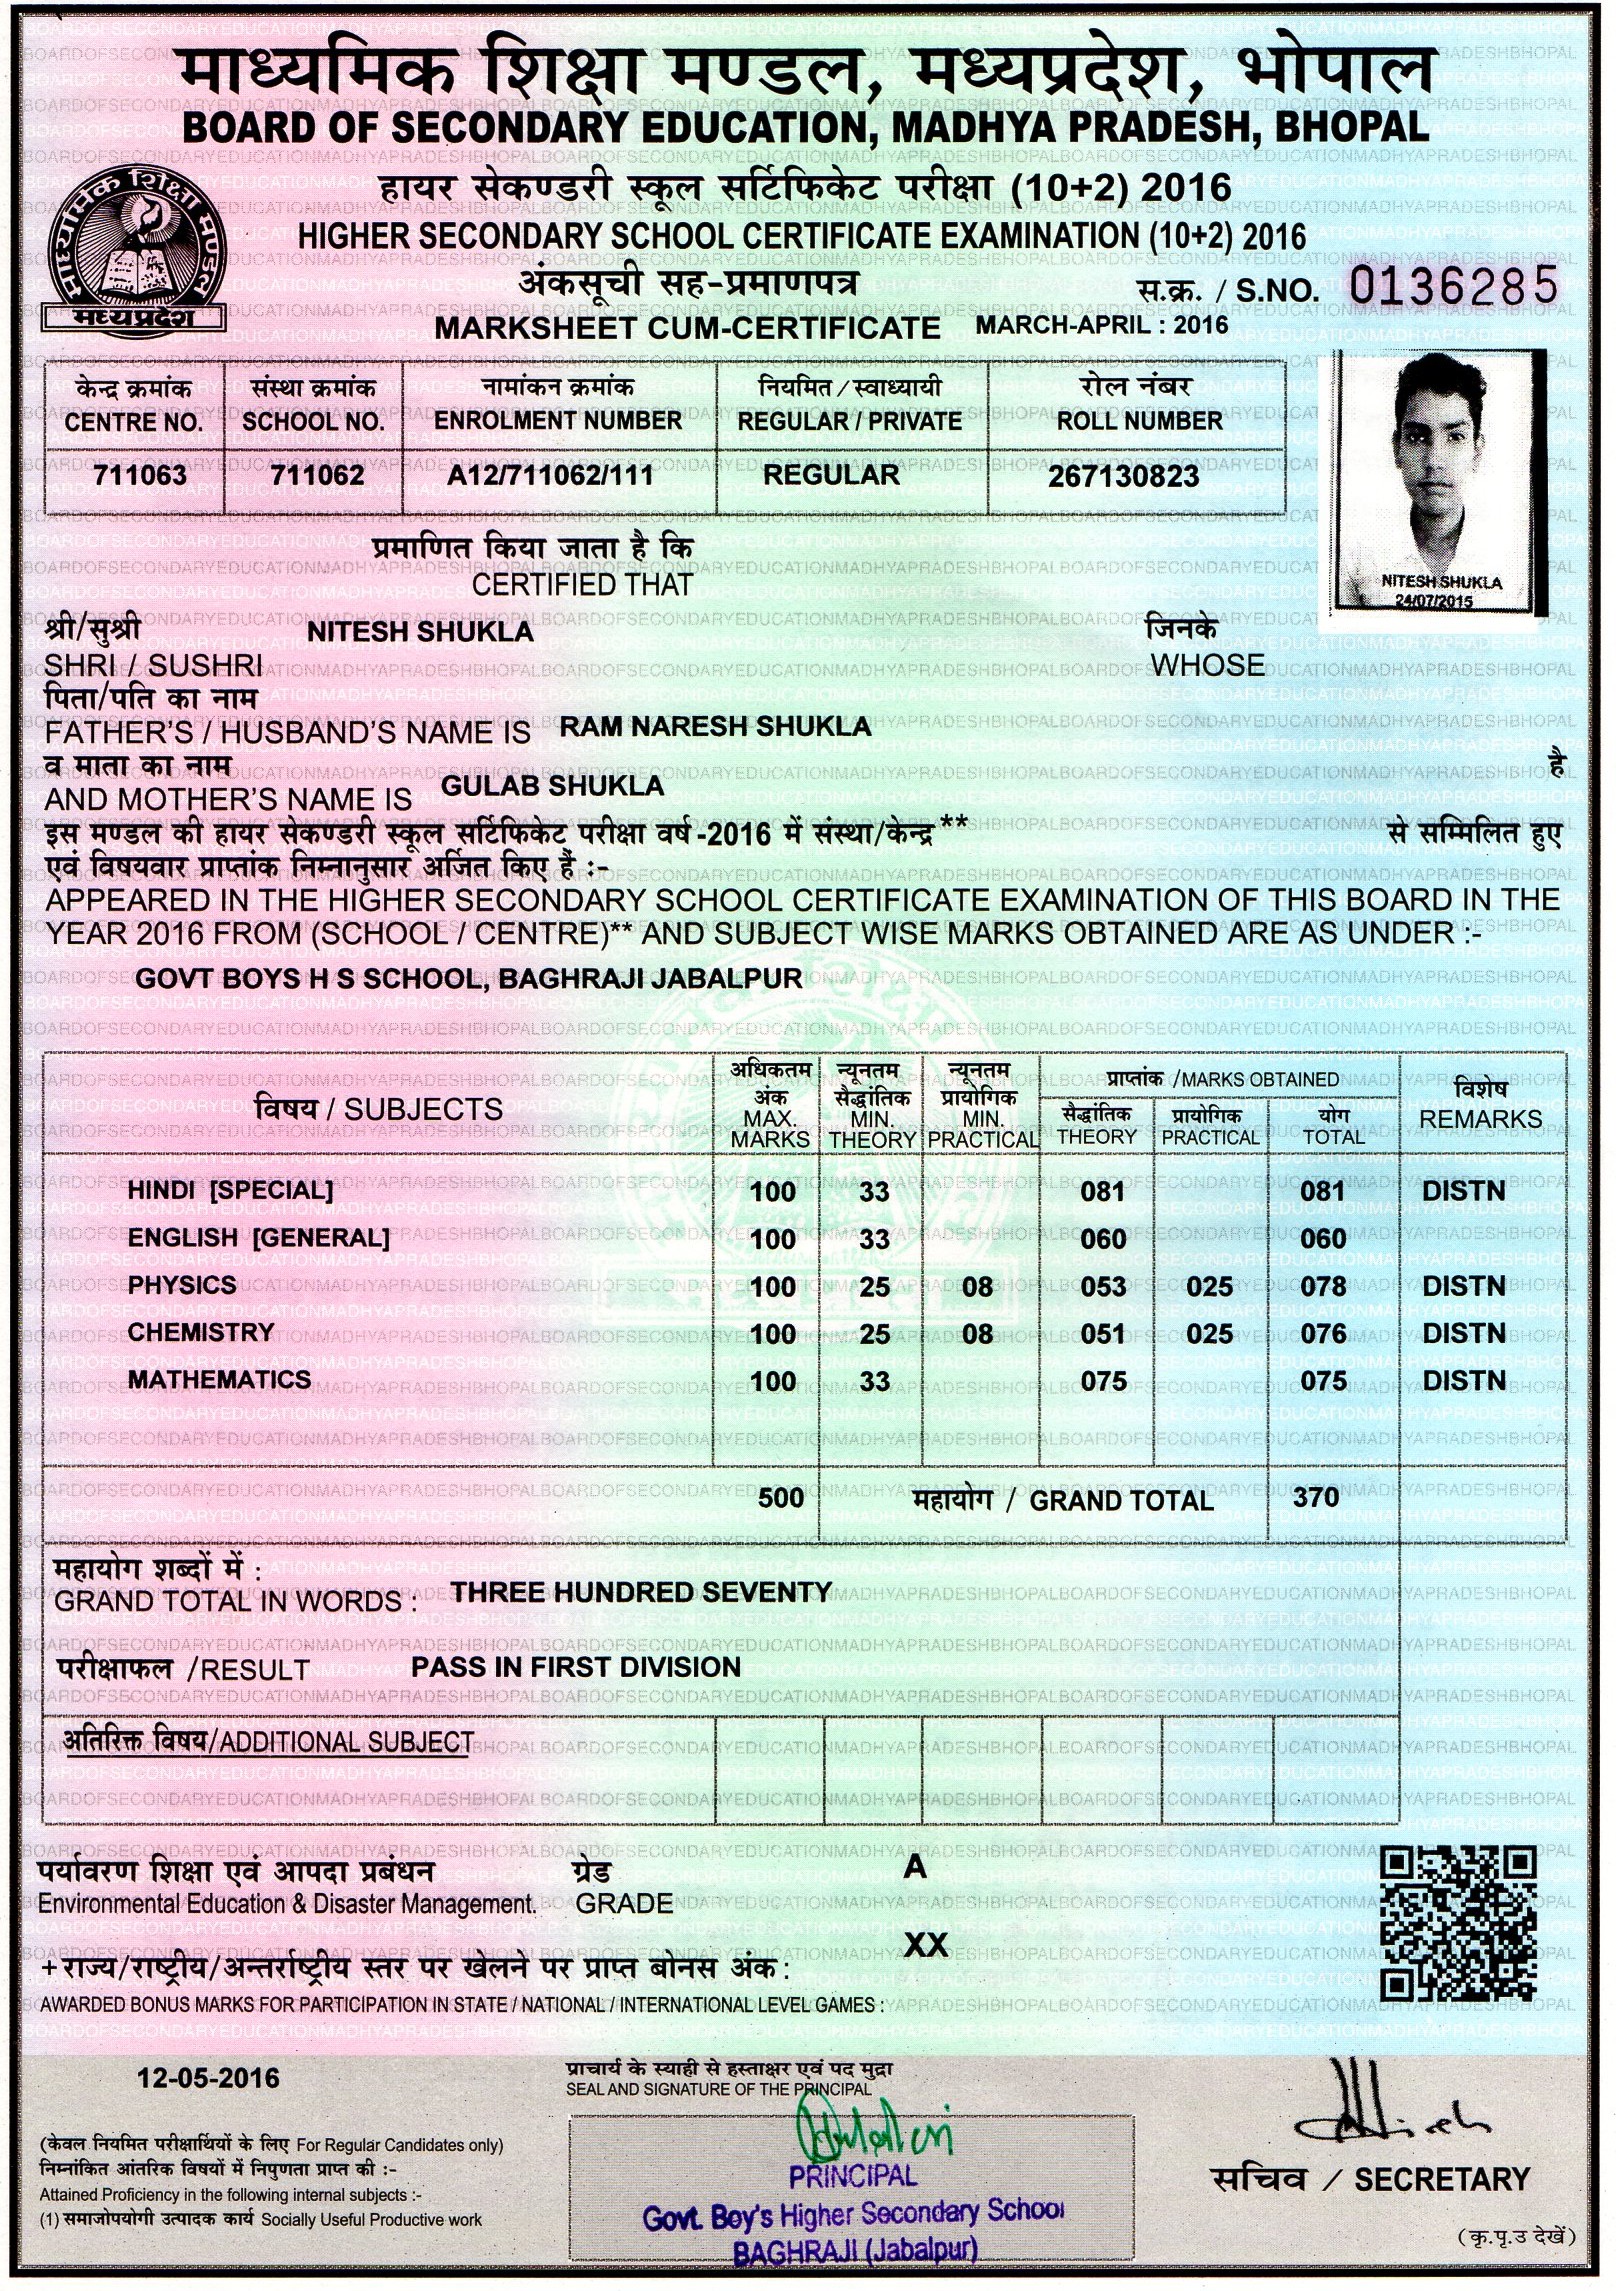 माध्यमिक शिक्षा मण्डल, मध्यप्रदेश, भोपाल
BOARD OF SECONDARY EDUCATION, MADHYA PRADESH, BHOPAL
हायर सेकण्डरी स्कूल सर्टिफिकेट परीक्षा (10+2) 2016
HIGHER SECONDARY SCHOOL CERTIFICATE EXAMINATION (10+2) 2016
माध्यमिक शिक्षा मण्डल
मध्यप्रदेश
अंकसूची सह-प्रमाणपत्र
स.क्र. / S.NO. 0136285
MARKSHEET CUM-CERTIFICATE MARCH-APRIL : 2016
केन्द्र क्रमांक संस्था क्रमांक नामांकन क्रमांक नियमित / स्वाध्यायी रोल नंबर
CENTRE NO. SCHOOL NO. ENROLMENT NUMBER REGULAR / PRIVATE ROLL NUMBER
711063 711062 A12/711062/111 REGULAR 267130823
NITESH SHUKLA
24/07/2015
प्रमाणित किया जाता है कि
CERTIFIED THAT
श्री/सुश्री NITESH SHUKLA जिनके
SHRI / SUSHRI WHOSE
पिता/पति का नाम
FATHER'S / HUSBAND'S NAME IS RAM NARESH SHUKLA
व माता का नाम है
AND MOTHER'S NAME IS GULAB SHUKLA
इस मण्डल की हायर सेकण्डरी स्कूल सर्टिफिकेट परीक्षा वर्ष-2016 में संस्था/केन्द्र** से सम्मिलित हुए
एवं विषयवार प्राप्तांक निम्नानुसार अर्जित किए हैं :-
APPEARED IN THE HIGHER SECONDARY SCHOOL CERTIFICATE EXAMINATION OF THIS BOARD IN THE
YEAR 2016 FROM (SCHOOL / CENTRE)** AND SUBJECT WISE MARKS OBTAINED ARE AS UNDER :-
GOVT BOYS H S SCHOOL, BAGHRAJI JABALPUR
विषय / SUBJECTS
अधिकतम अंक MAX. MARKS
न्यूनतम सैद्धांतिक MIN. THEORY
न्यूनतम प्रायोगिक MIN. PRACTICAL
प्राप्तांक /MARKS OBTAINED
सैद्धांतिक THEORY
प्रायोगिक PRACTICAL
योग TOTAL
विशेष REMARKS
HINDI [SPECIAL] 100 33 081 081 DISTN
ENGLISH [GENERAL] 100 33 060 060
PHYSICS 100 25 08 053 025 078 DISTN
CHEMISTRY 100 25 08 051 025 076 DISTN
MATHEMATICS 100 33 075 075 DISTN
500 महायोग / GRAND TOTAL 370
महायोग शब्दों में :
GRAND TOTAL IN WORDS : THREE HUNDRED SEVENTY
परीक्षाफल /RESULT PASS IN FIRST DIVISION
अतिरिक्त विषय/ADDITIONAL SUBJECT
पर्यावरण शिक्षा एवं आपदा प्रबंधन ग्रेड A
Environmental Education & Disaster Management. GRADE
XX
+राज्य/राष्ट्रीय/अन्तर्राष्ट्रीय स्तर पर खेलने पर प्राप्त बोनस अंक :
AWARDED BONUS MARKS FOR PARTICIPATION IN STATE / NATIONAL / INTERNATIONAL LEVEL GAMES :
12-05-2016
प्राचार्य के स्याही से हस्ताक्षर एवं पद मुद्रा
SEAL AND SIGNATURE OF THE PRINCIPAL
(केवल नियमित परीक्षार्थियों के लिए For Regular Candidates only)
निम्नांकित आंतरिक विषयों में निपुणता प्राप्त की :-
Attained Proficiency in the following internal subjects :-
(1) समाजोपयोगी उत्पादक कार्य Socially Useful Productive work
PRINCIPAL
Govt. Boy's Higher Secondary School
BAGHRAJI (Jabalpur)
सचिव / SECRETARY
(कृ.पृ.उ देखें)